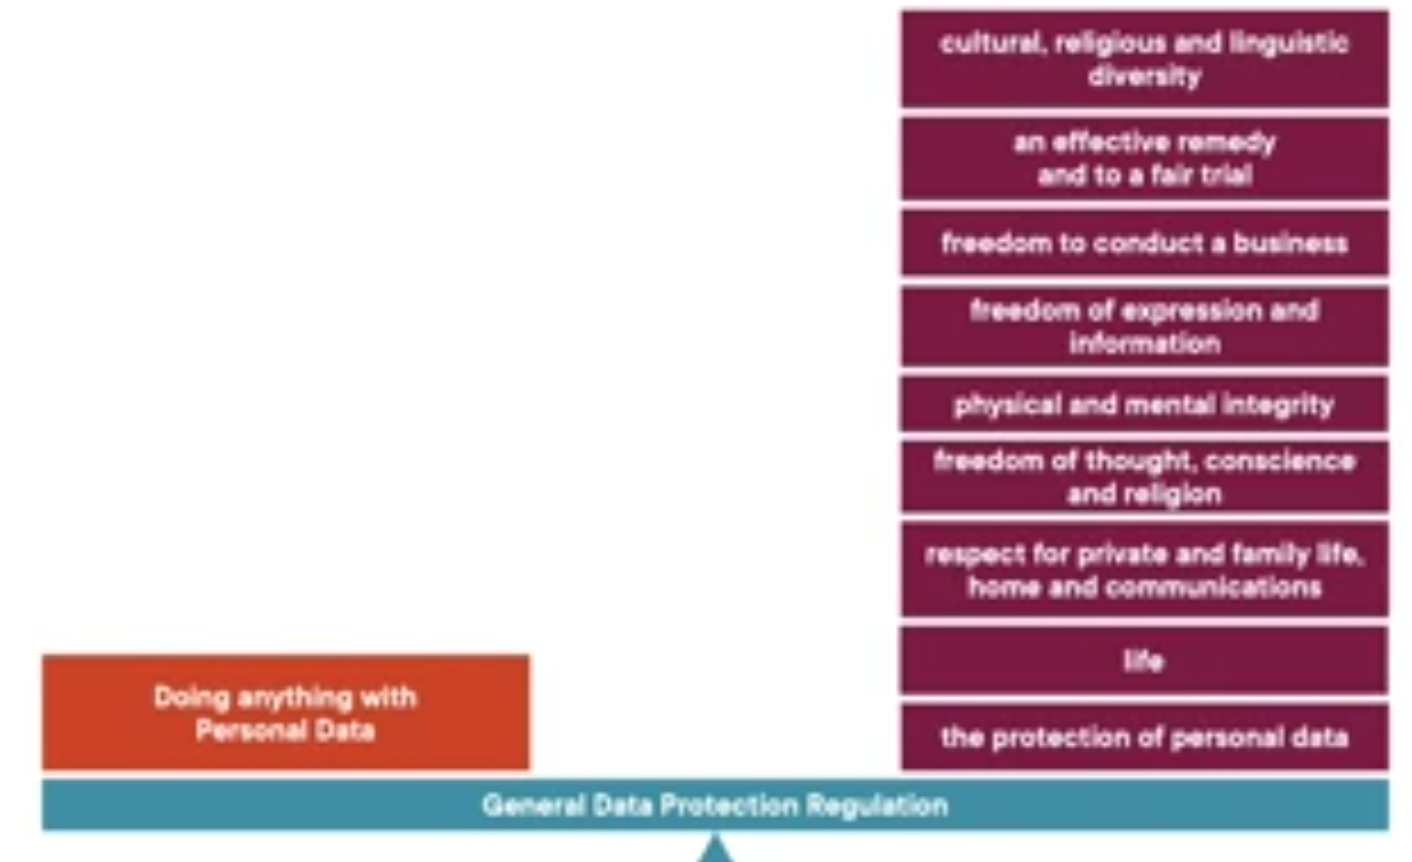 cultural, religious and linguistic
diversity
an effective remedy
and to a fair trial
freedom to conduct a business
freedom of expression and
information
physical and mental integrity
freedom of thought, conscience
and religion
respect for private and family life,
home and communications
life
the protection of personal data
Doing anything with
Personal Data
General Data Protection Regulation